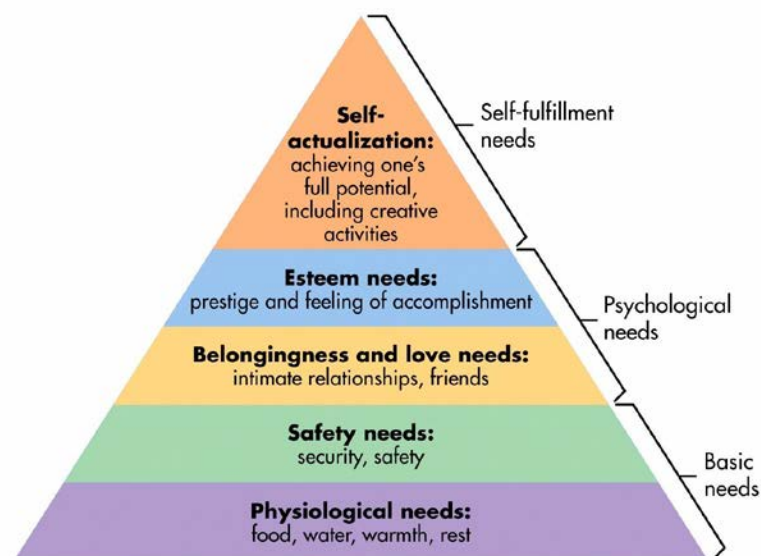 Self-
actualization:
achieving one's
full potential,
including creative
activities
Self-fulfillment
needs
Esteem needs:
prestige and feeling of accomplishment
Psychological
needs
Belongingness and love needs:
intimate relationships, friends
Safety needs:
security, safety
Basic
needs
Physiological needs:
food, water, warmth, rest